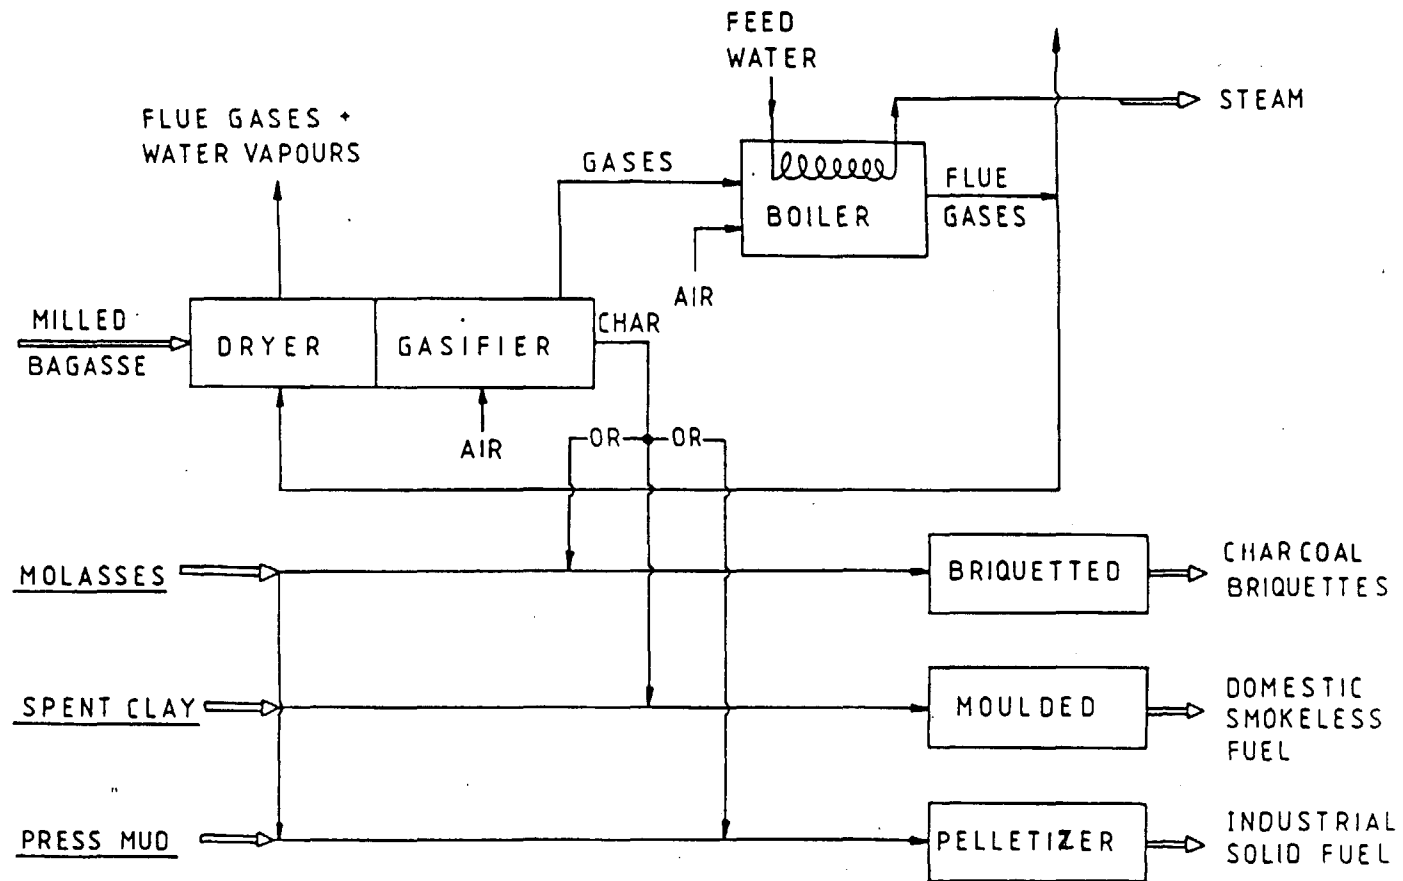 FEED
WATER
STEAM
FLUE GASES +
WATER VAPOURS
GASES
BOILER
FLUE
GASES
AIR
MILLED
BAGASSE
DRYER
GASIFIER
CHAR
AIR
OR
OR
MOLASSES
BRIQUETTED
CHARCOAL
BRIQUETTES
SPENT CLAY
MOULDED
DOMESTIC
SMOKELESS
FUEL
PRESS MUD
PELLETIZER
INDUSTRIAL
SOLID FUEL